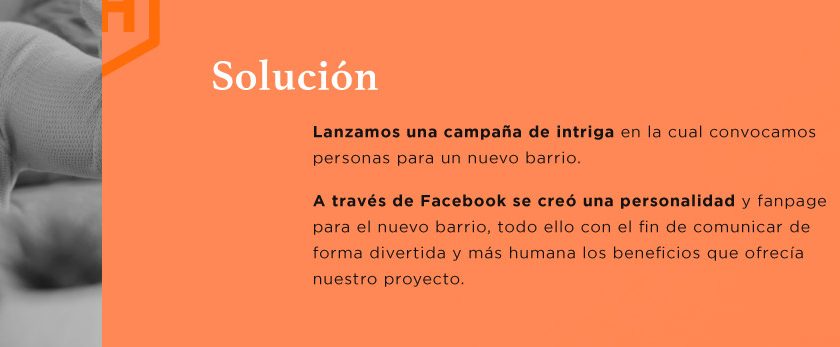 H
Solución
Lanzamos una campaña de intriga en la cual convocamos
personas para un nuevo barrio.
A través de Facebook se creó una personalidad y fanpage
para el nuevo barrio, todo ello con el fin de comunicar de
forma divertida y más humana los beneficios que ofrecía
nuestro proyecto.